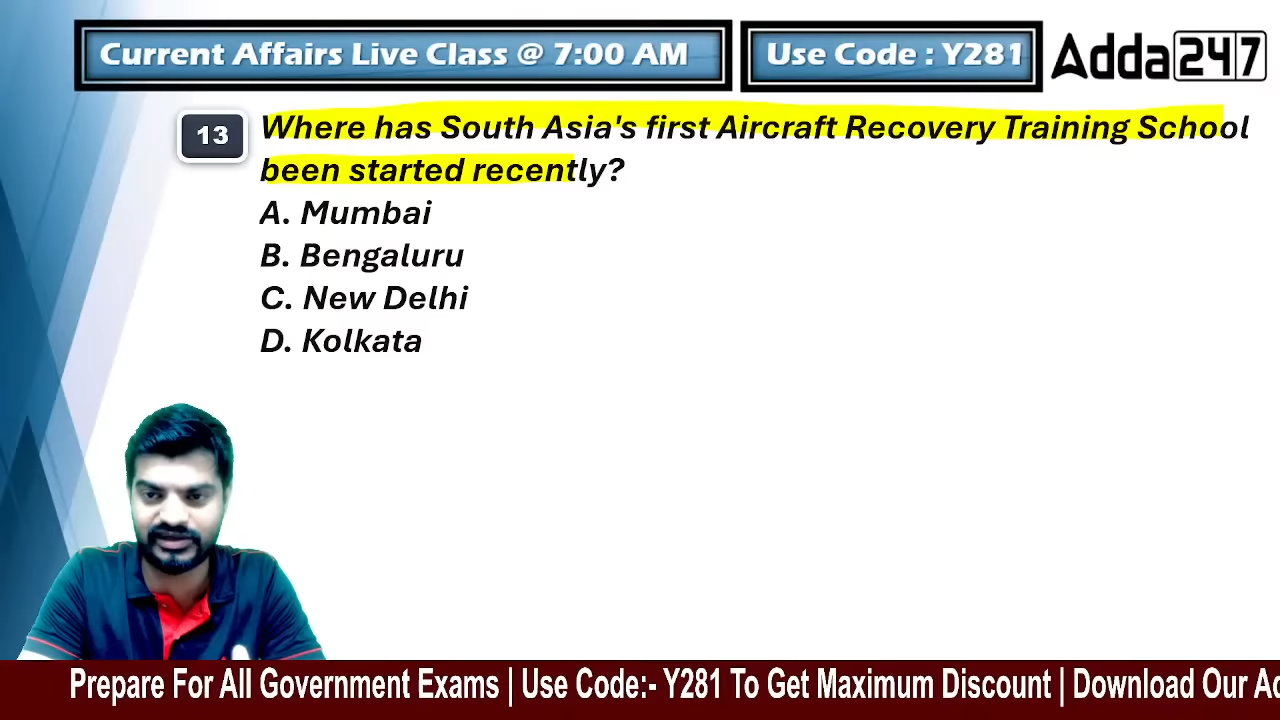 Current Affairs Live Class @ 7:00 AM
Use Code : Y281
Adda247
13
Where has South Asia's first Aircraft Recovery Training School
been started recently?
A. Mumbai
B. Bengaluru
C. New Delhi
D. Kolkata
Prepare For All Government Exams | Use Code:- Y281 To Get Maximum Discount | Download Our